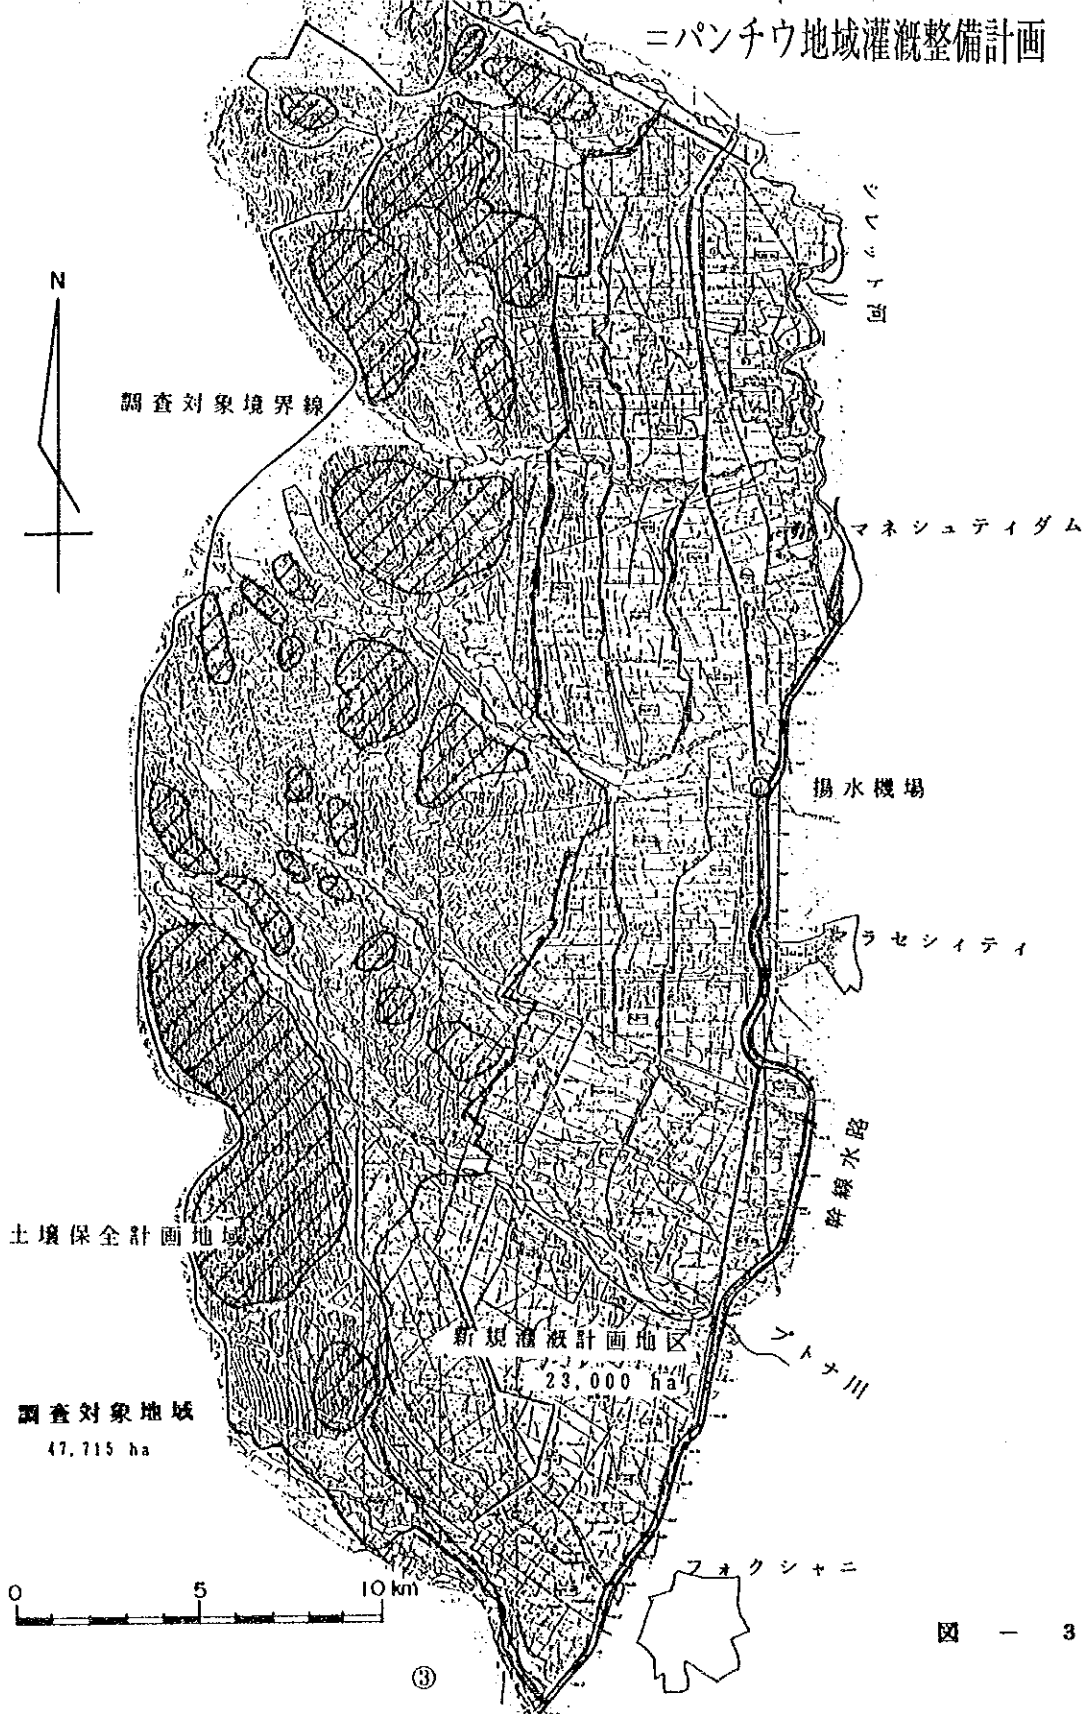 ニパンチウ地域灌漑整備計画
シレット河
N
調査対象境界線
カリマネシュティダム
揚水機場
マラセシィティ
幹線水路
土壌保全計画地域
新規灌漑計画地区
23,000 ha
プトナ川
調査対象地域
47,715 ha
フォクシャニ
0 5 10 km
図 − 3
③